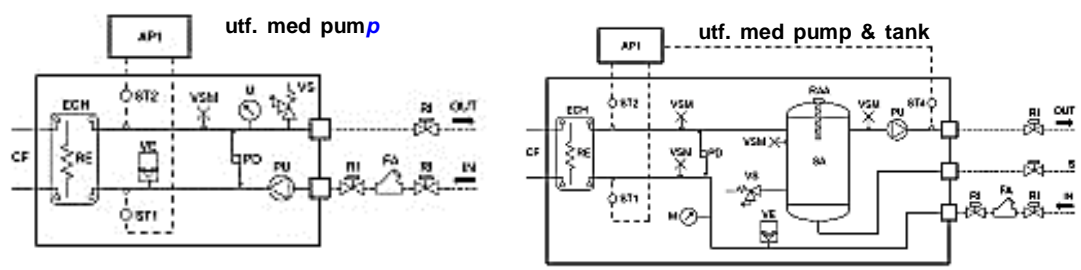 utf. med pump
AP1
ST2
VSM
M
VS
ECH
RI
OUT
CF
RE
VE
PD
PU
RI
FA
RI
IN
ST1
utf. med pump & tank
AP1
ST2
VSM
RAA
VSM
PU
ST4
ECH
RI
OUT
CF
RE
VSM
PD
VSM
SA
RI
S
VS
ST1
M
VE
RI
FA
RI
IN